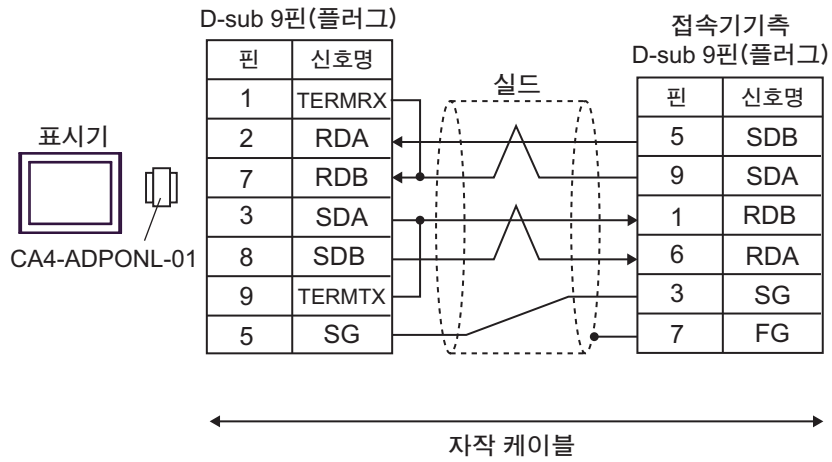 D-sub 9핀(플러그)
핀 신호명
1 TERMRX
2 RDA
7 RDB
3 SDA
8 SDB
9 TERMTX
5 SG
표시기
CA4-ADPONL-01
실드
접속기기측
D-sub 9핀(플러그)
핀 신호명
5 SDB
9 SDA
1 RDB
6 RDA
3 SG
7 FG
자작 케이블